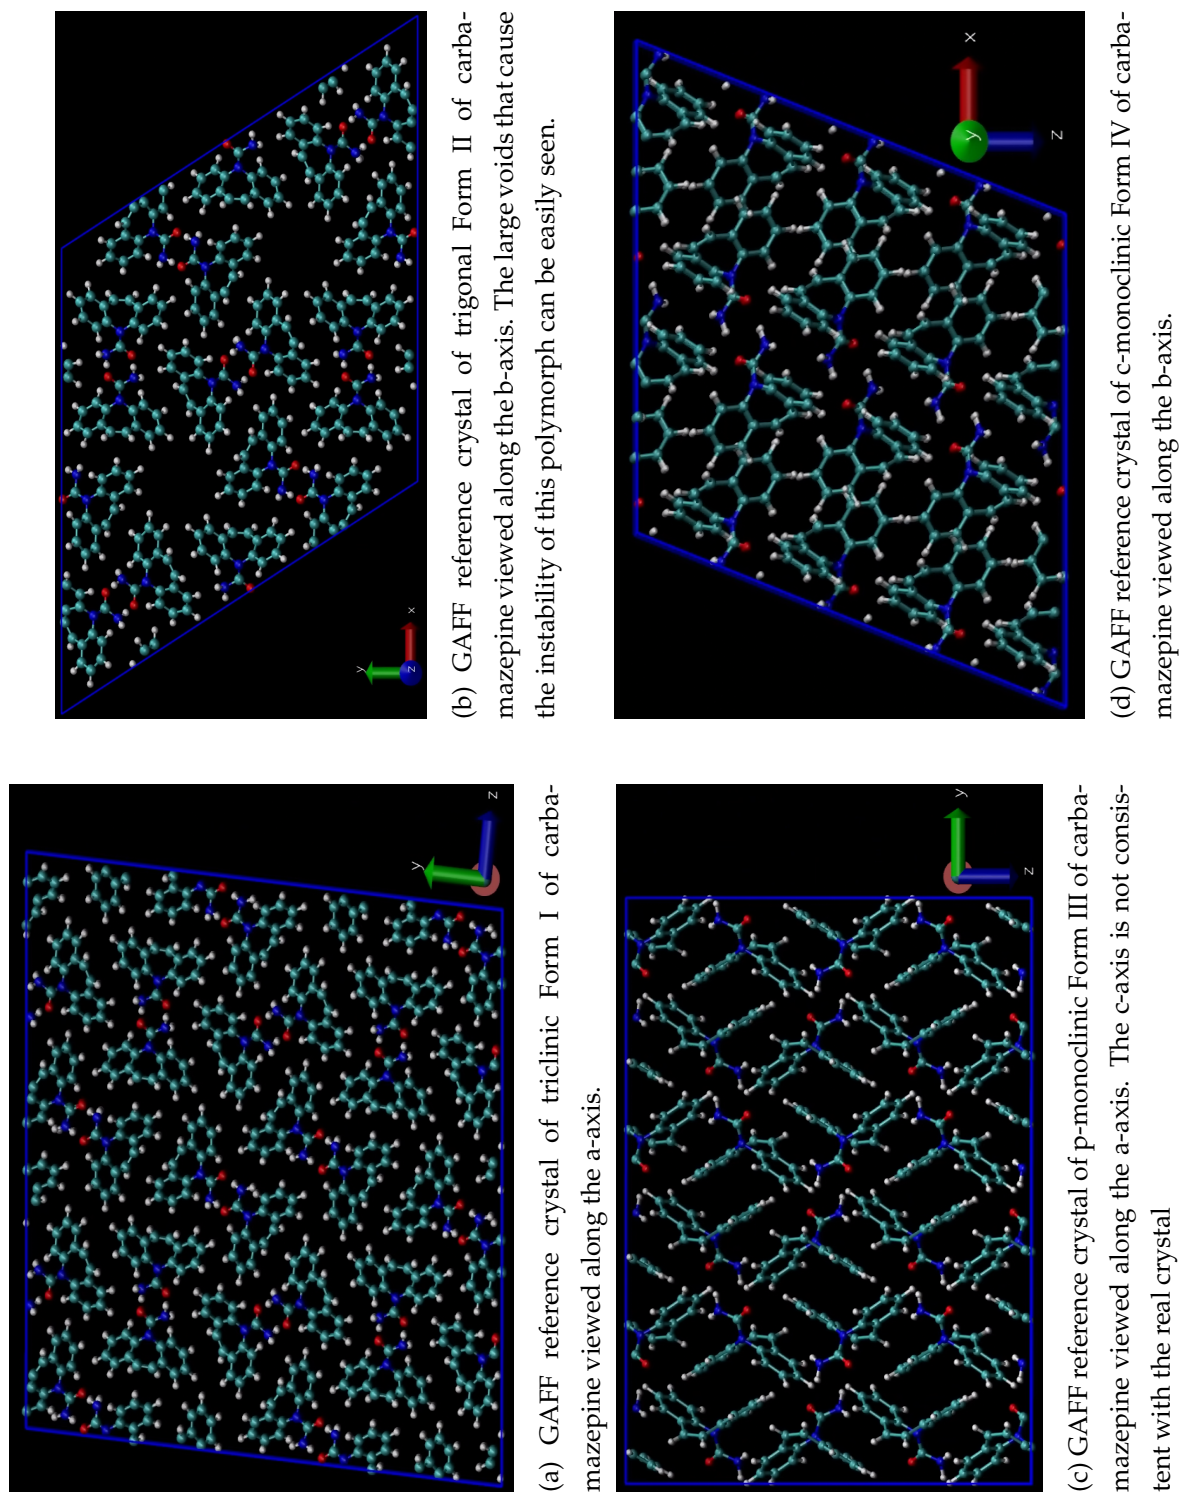 y
z
(a) GAFF reference crystal of triclinic Form I of carba-
mazepine viewed along the a-axis.
y
x
z
(b) GAFF reference crystal of trigonal Form II of carba-
mazepine viewed along the b-axis. The large voids that cause
the instability of this polymorph can be easily seen.
y
z
(c) GAFF reference crystal of p-monoclinic Form III of carba-
mazepine viewed along the a-axis. The c-axis is not consis-
tent with the real crystal
x
y
z
(d) GAFF reference crystal of c-monoclinic Form IV of carba-
mazepine viewed along the b-axis.